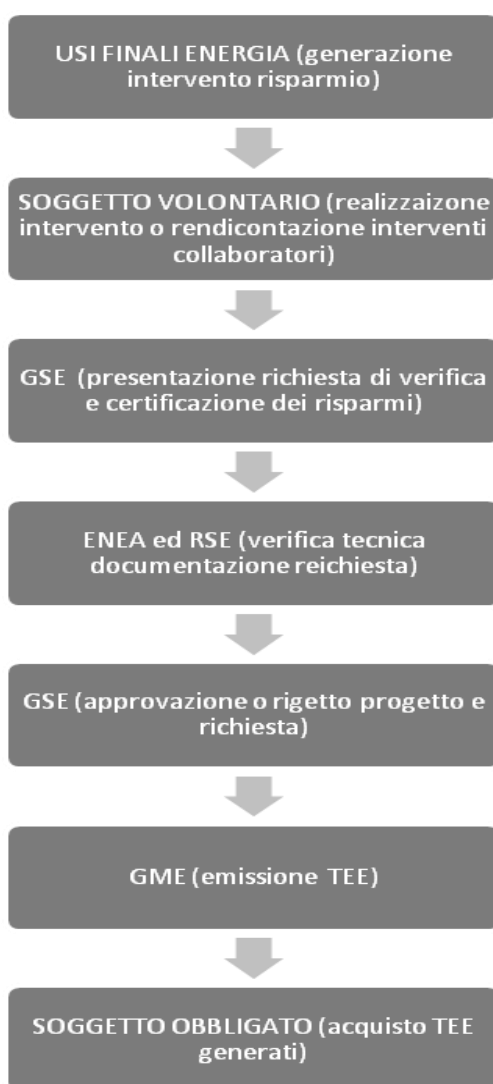 USI FINALI ENERGIA (generazione
intervento risparmio)
SOGGETTO VOLONTARIO (realizzaizone
intervento o rendicontazione interventi
collaboratori)
GSE (presentazione richiesta di verifica
e certificazione dei risparmi)
ENEA ed RSE (verifica tecnica
documentazione reichiesta)
GSE (approvazione o rigetto progetto e
richiesta)
GME (emissione TEE)
SOGGETTO OBBLIGATO (acquisto TEE
generati)